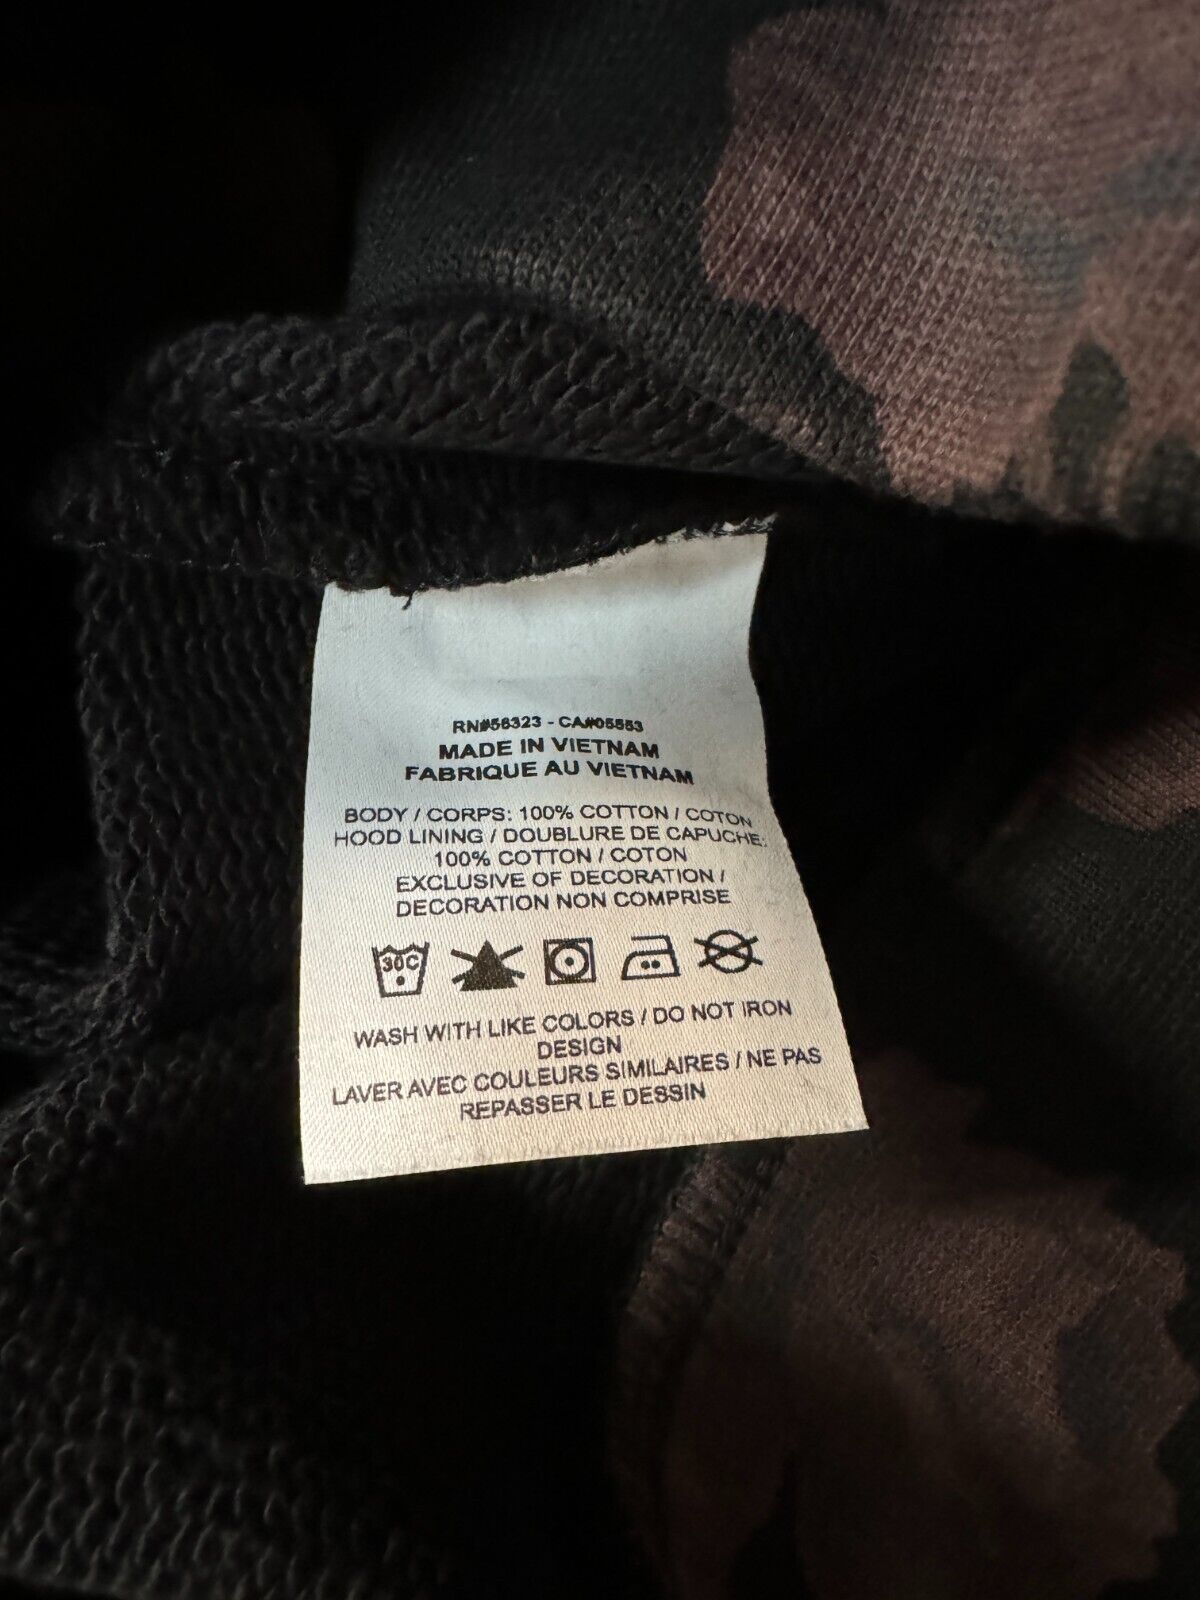 RN#56323 - CA#05553
MADE IN VIETNAM
FABRIQUE AU VIETNAM
BODY / CORPS: 100% COTTON / COTON
HOOD LINING / DOUBLURE DE CAPUCHE:
100% COTTON / COTON
EXCLUSIVE OF DECORATION /
DECORATION NON COMPRISE
30C
WASH WITH LIKE COLORS / DO NOT IRON
DESIGN
LAVER AVEC COULEURS SIMILAIRES / NE PAS
REPASSER LE DESSIN